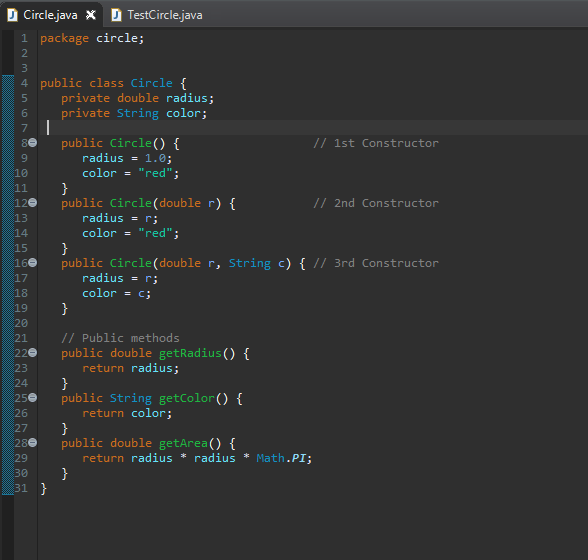 Circle.java TestCircle.java
1 package circle;
2
3
4 public class Circle {
5    private double radius;
6    private String color;
7
8    public Circle() {                   // 1st Constructor
9       radius = 1.0;
10       color = "red";
11    }
12    public Circle(double r) {           // 2nd Constructor
13       radius = r;
14       color = "red";
15    }
16    public Circle(double r, String c) { // 3rd Constructor
17       radius = r;
18       color = c;
19    }
20
21    // Public methods
22    public double getRadius() {
23       return radius;
24    }
25    public String getColor() {
26       return color;
27    }
28    public double getArea() {
29       return radius * radius * Math.PI;
30    }
31 }